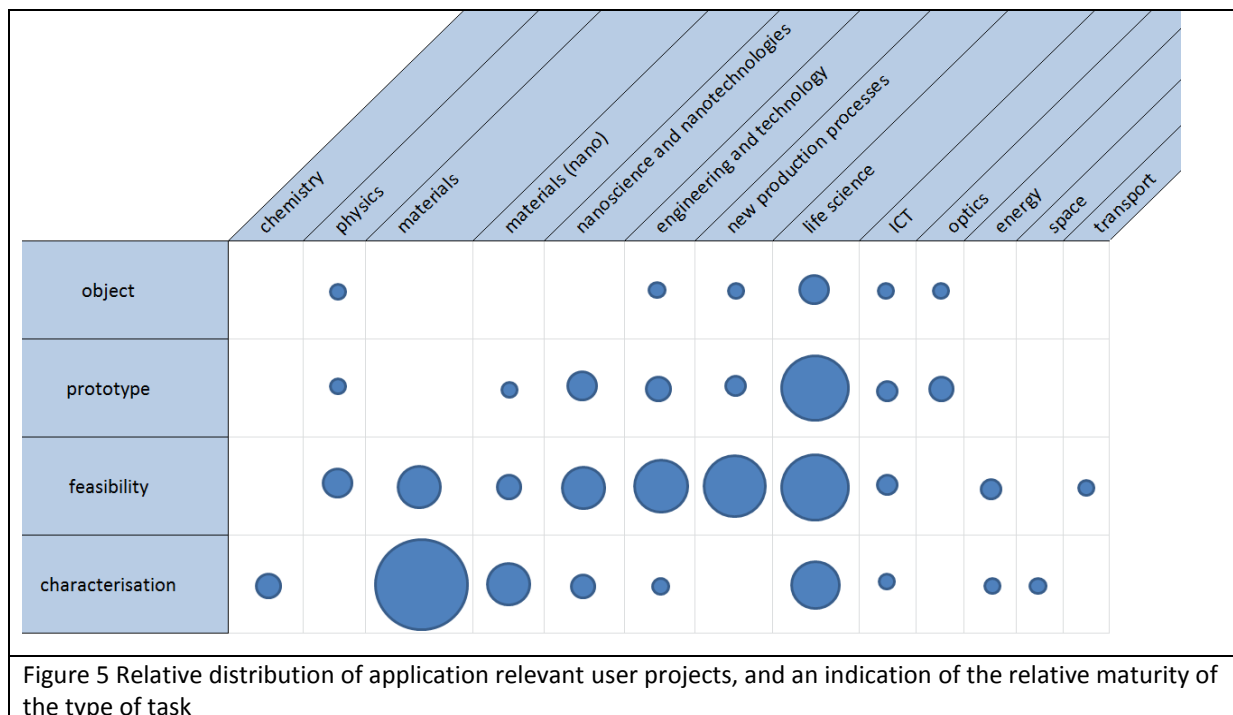 chemistry
physics
materials
materials (nano)
nanoscience and nanotechnologies
engineering and technology
new production processes
life science
ICT
optics
energy
space
transport
object
prototype
feasibility
characterisation
Figure 5 Relative distribution of application relevant user projects, and an indication of the relative maturity of
the type of task